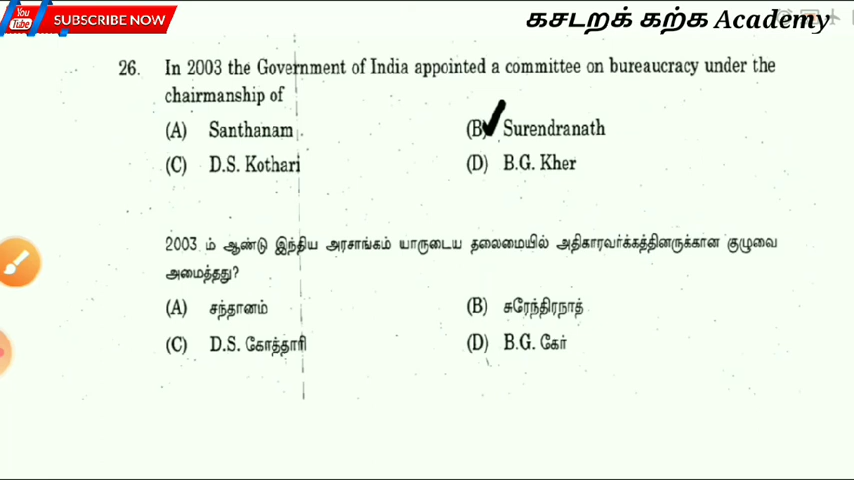 You Tube SUBSCRIBE NOW
கசடறக் கற்க Academy
26. In 2003 the Government of India appointed a committee on bureaucracy under the
chairmanship of
(A) Santhanam (B) Surendranath
(C) D.S. Kothari (D) B.G. Kher
2003 ம் ஆண்டு இந்திய அரசாங்கம் யாருடைய தலைமையில் அதிகாரவர்க்கத்தினருக்கான குழுவை
அமைத்தது?
(A) சந்தானம் (B) சுரேந்திரநாத்
(C) D.S. கோத்தாரி (D) B.G. கேர்